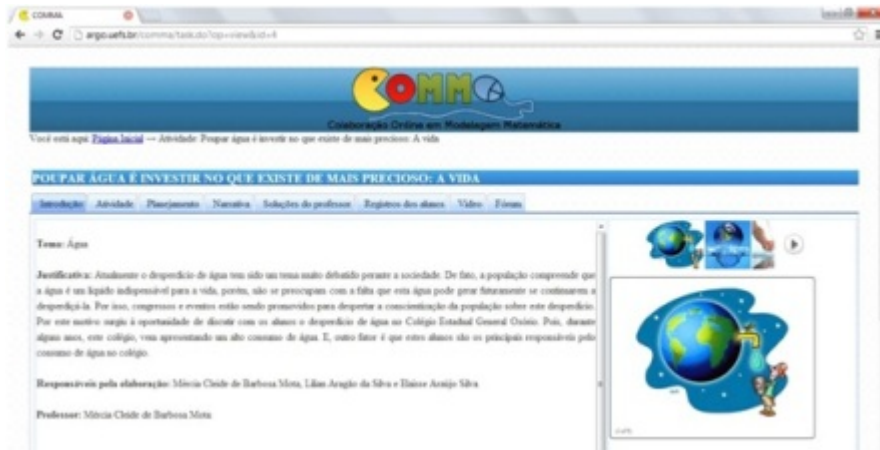 COMMA
argo.uefs.br/comma/task.do?op=view&id=4
COMMA
Colaboração Online em Modelagem Matemática
Você está aqui: Página Inicial → Atividade: Poupar água é investir no que existe de mais precioso: A vida
POUPAR ÁGUA É INVESTIR NO QUE EXISTE DE MAIS PRECIOSO: A VIDA
Introdução Atividade Planejamento Narrativa Soluções do professor Registros dos alunos Vídeo Fórum
Tema: Água
Justificativa: Atualmente o desperdício de água tem sido um tema muito debatido perante a sociedade. De fato, a população compreende que
a água é um líquido indispensável para a vida, porém, não se preocupam com a falta que esta água pode gerar futuramente se continuarem a
desperdiçá-la. Por isso, congressos e eventos estão sendo promovidos para despertar a conscientização da população sobre este desperdício.
Por este motivo surgiu à oportunidade de discutir com os alunos o desperdício de água no Colégio Estadual General Osório. Pois, durante
alguns anos, este colégio, vem apresentando um alto consumo de água. E, outro fator é que estes alunos são os principais responsáveis pelo
consumo de água no colégio.
Responsáveis pela elaboração: Mércia Cleide de Barbosa Mota, Lilian Aragão da Silva e Elaisse Araújo Silva
Professor: Mércia Cleide de Barbosa Mota